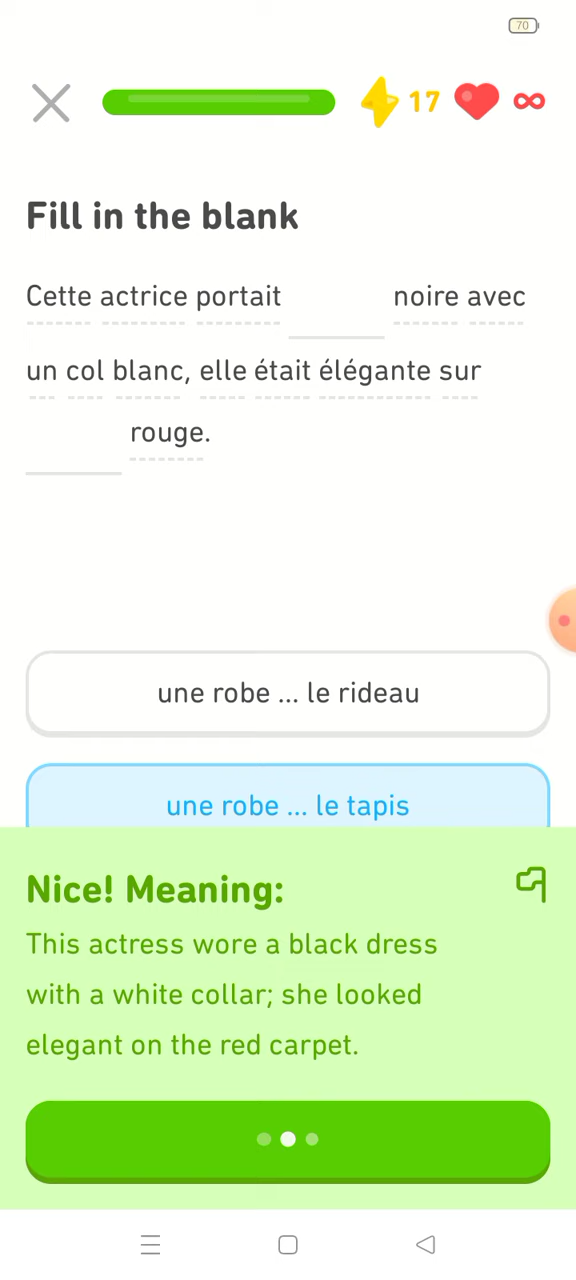 70
17 ∞
Fill in the blank
Cette actrice portait ______ noire avec
un col blanc, elle était élégante sur
______ rouge.
une robe ... le rideau
une robe ... le tapis
Nice! Meaning:
This actress wore a black dress
with a white collar; she looked
elegant on the red carpet.